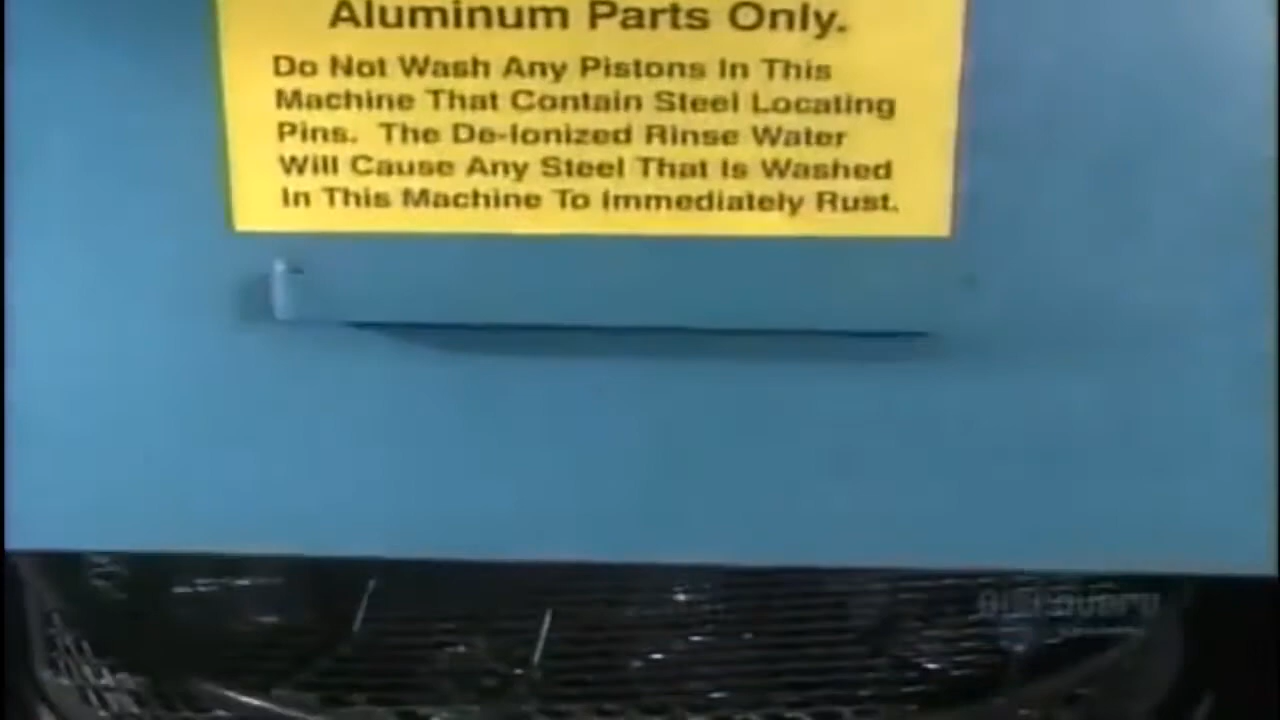 Aluminum Parts Only.
Do Not Wash Any Pistons In This
Machine That Contain Steel Locating
Pins. The De-Ionized Rinse Water
Will Cause Any Steel That Is Washed
In This Machine To Immediately Rust.
Discovery